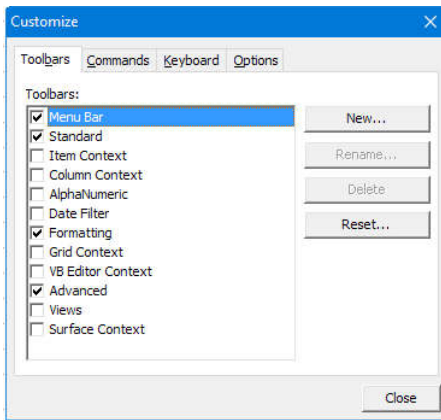 Customize
Toolbars Commands Keyboard Options
Toolbars:
Menu Bar
Standard
Item Context
Column Context
AlphaNumeric
Date Filter
Formatting
Grid Context
VB Editor Context
Advanced
Views
Surface Context
New...
Rename...
Delete
Reset...
Close